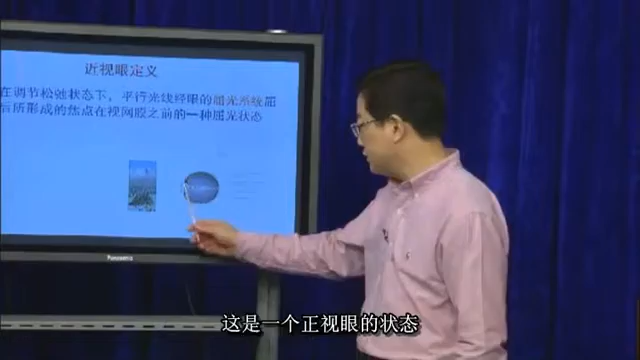 近视眼定义
在调节松弛状态下,平行光线经眼的屈光系统屈
后所形成的焦点在视网膜之前的一种屈光状态
Panasonic
这是一个正视眼的状态